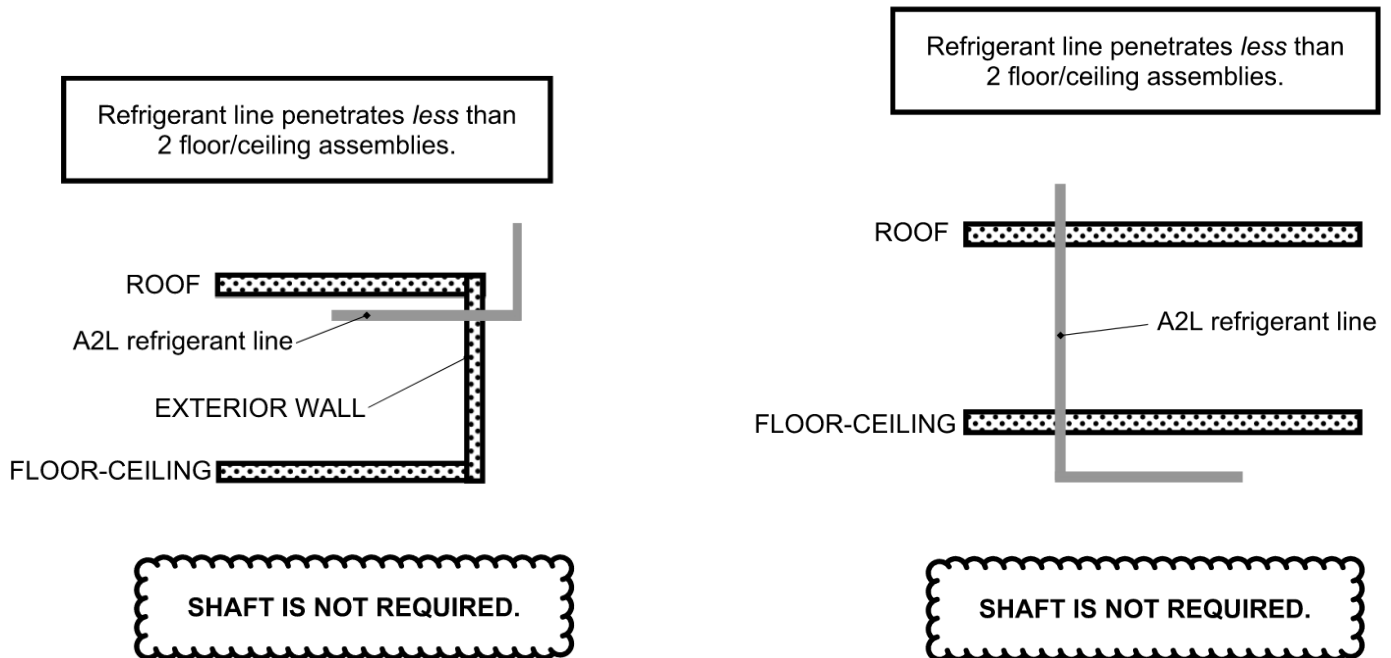 Refrigerant line penetrates less than
2 floor/ceiling assemblies.
ROOF
A2L refrigerant line
EXTERIOR WALL
FLOOR-CEILING
SHAFT IS NOT REQUIRED.
Refrigerant line penetrates less than
2 floor/ceiling assemblies.
ROOF
A2L refrigerant line
FLOOR-CEILING
SHAFT IS NOT REQUIRED.